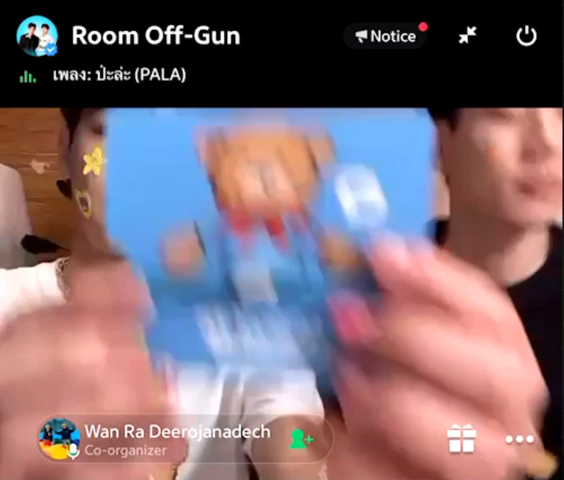 Room Off-Gun
Notice
เพลง: ป่ะล่ะ (PALA)
Wan Ra Deerojanadech
Co-organizer